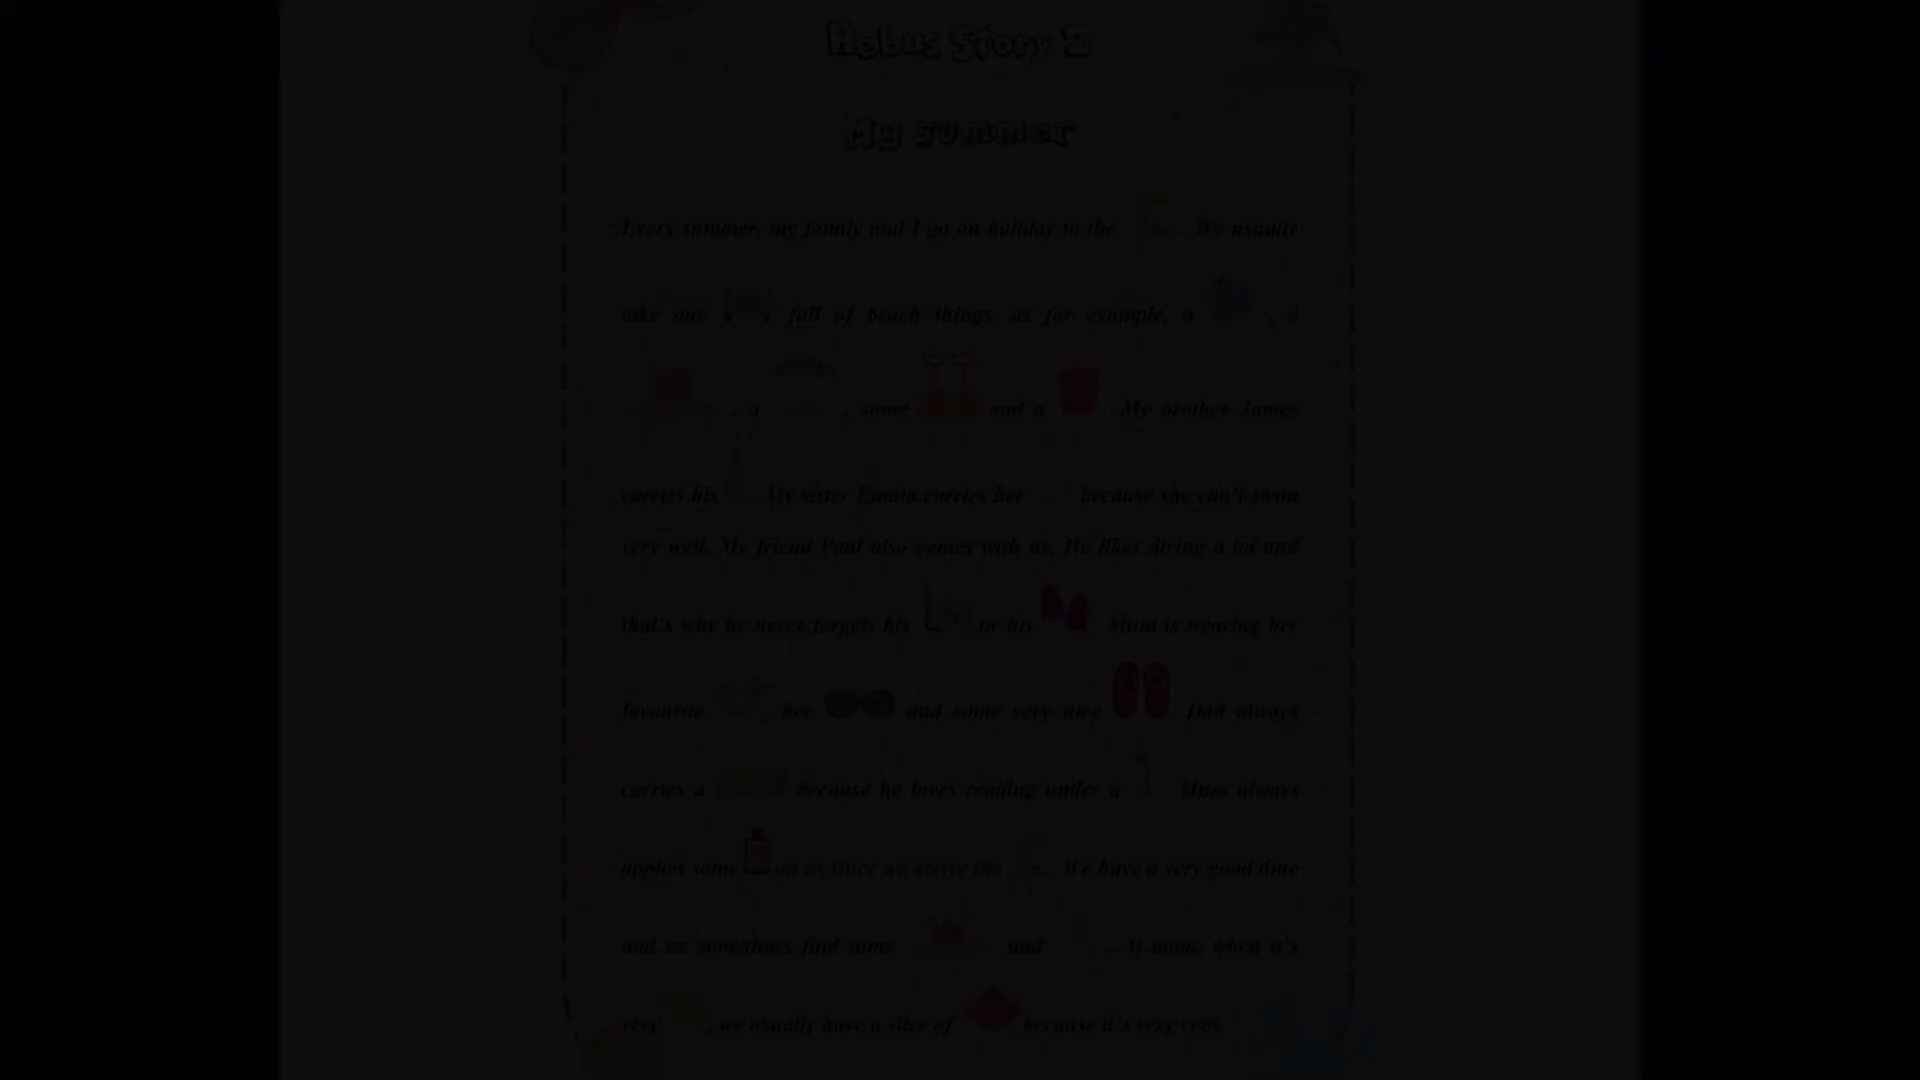 Rebus Story 2
My summer
Every summer, my family and I go on holiday to the . We usually
take our full of beach things, as for example, a , a
, a , some and a . My brother James
carries his . My sister Emma carries her because she can't swim
very well. My friend Paul also comes with us. He likes diving a lot and
that's why he never forgets his or his . Mum is wearing her
favourite , her and some very nice . Dad always
carries a because he loves reading under a . Mum always
applies some on us since we arrive the . We have a very good time
and we sometimes find some and . At noon, when it's
very , we usually have a slice of because it's very cool.